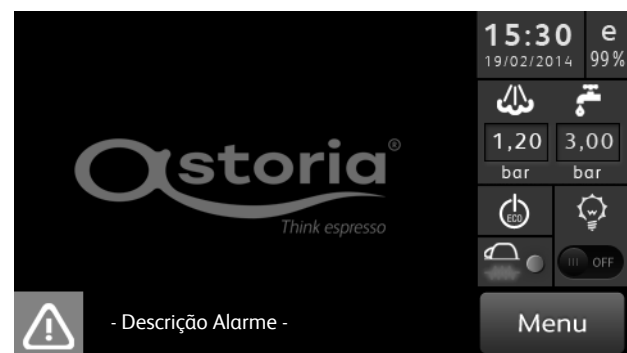 15:30
19/02/2014
e
99%
1,20
3,00
bar
bar
astoria®
Think espresso
ECO
OFF
- Descrição Alarme -
Menu